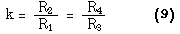 k = R₂/R₁ = R₄/R₃ (9)